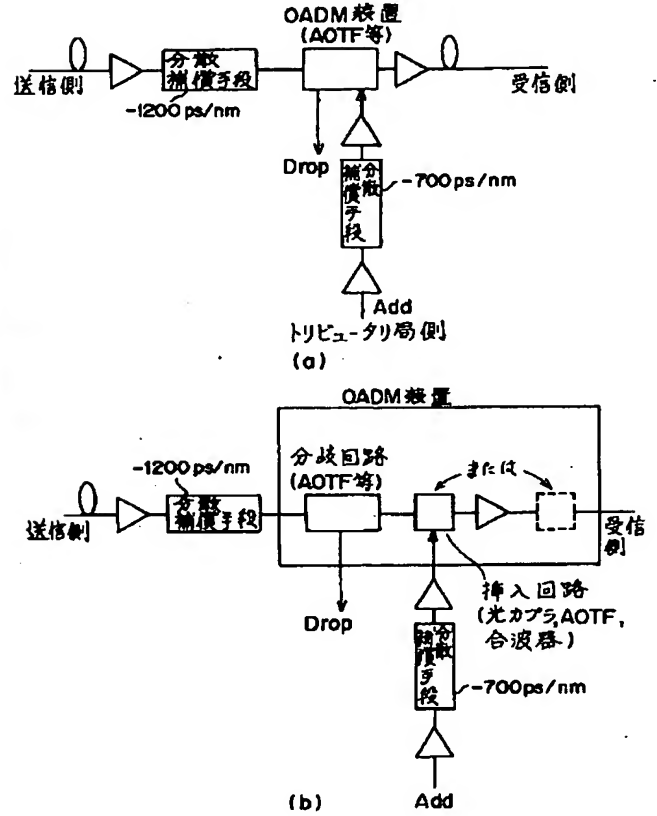 OADM装置
(AOTF等)
分散
補償手段
送信側
受信側
-1200ps/nm
Drop
分散
補償手段
-700ps/nm
Add
トリビュータリ局側
(a)
OADM装置
-1200ps/nm
分岐回路
(AOTF等)
または
分散
補償手段
送信側
受信
側
挿入回路
(光カプラ,AOTF,
合波器)
Drop
分散
補償手段
-700ps/nm
(b)
Add